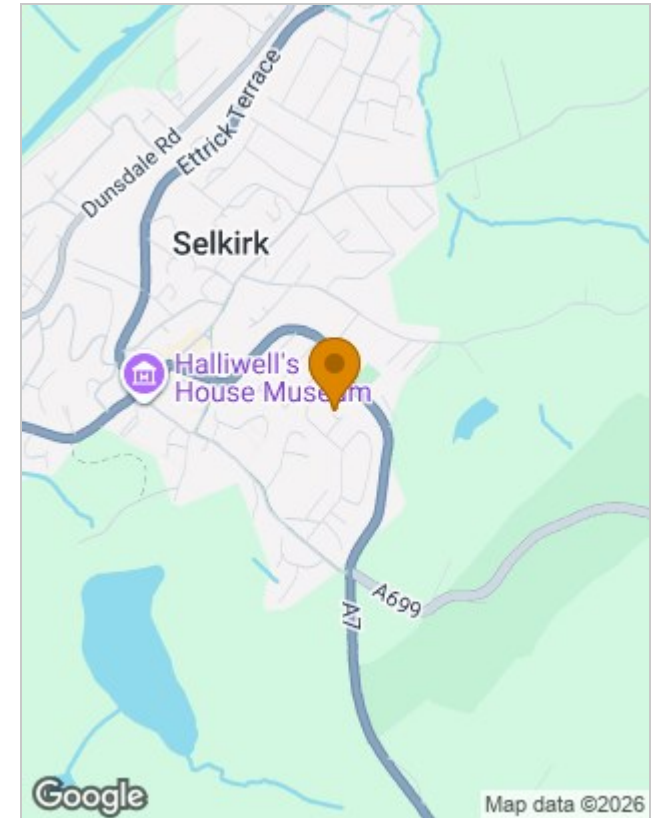 Ettrick Terrace
Dunsdale Rd
Selkirk
Halliwell's
House Museum
A699
A7
Google
Map data ©2026